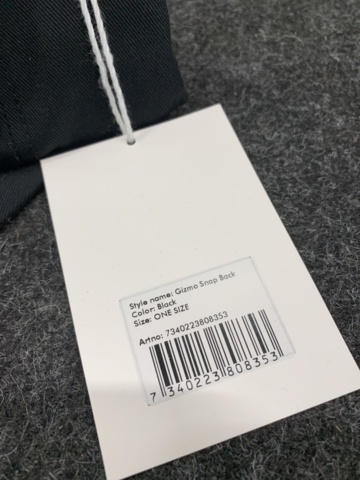 Style name: Gizmo Snap Back
Color: Black
Size: ONE SIZE
Artno: 7340223808353
7 340223 808353